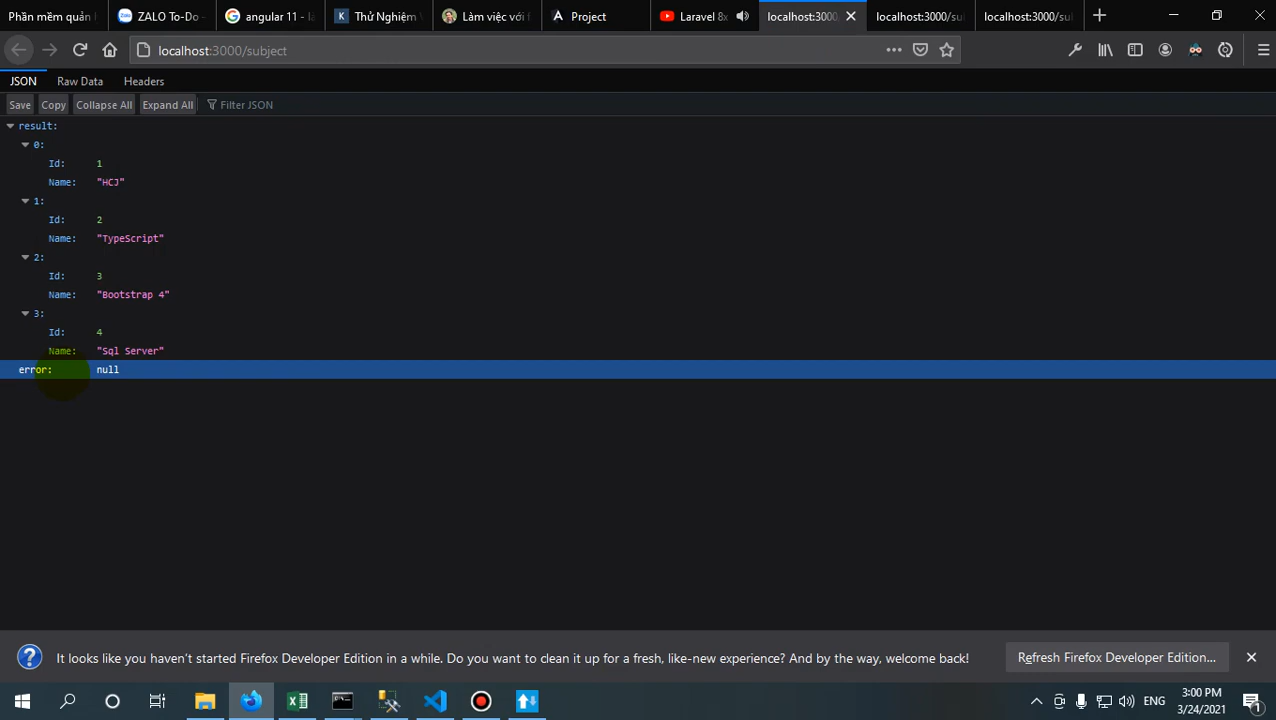 Phần mềm quản l
ZALO To-Do -
angular 11 - là
Thử Nghiệm
Làm việc với f
Project
Laravel 8x
localhost:3000
localhost:3000/sul
localhost:3000/su
localhost:3000/subject
JSON
Raw Data
Headers
Save
Copy
Collapse All
Expand All
Filter JSON
result:
0:
Id: 1
Name: "HCJ"
1:
Id: 2
Name: "TypeScript"
2:
Id: 3
Name: "Bootstrap 4"
3:
Id: 4
Name: "Sql Server"
error: null
It looks like you haven't started Firefox Developer Edition in a while. Do you want to clean it up for a fresh, like-new experience? And by the way, welcome back!
Refresh Firefox Developer Edition...
ENG
3:00 PM
3/24/2021
1